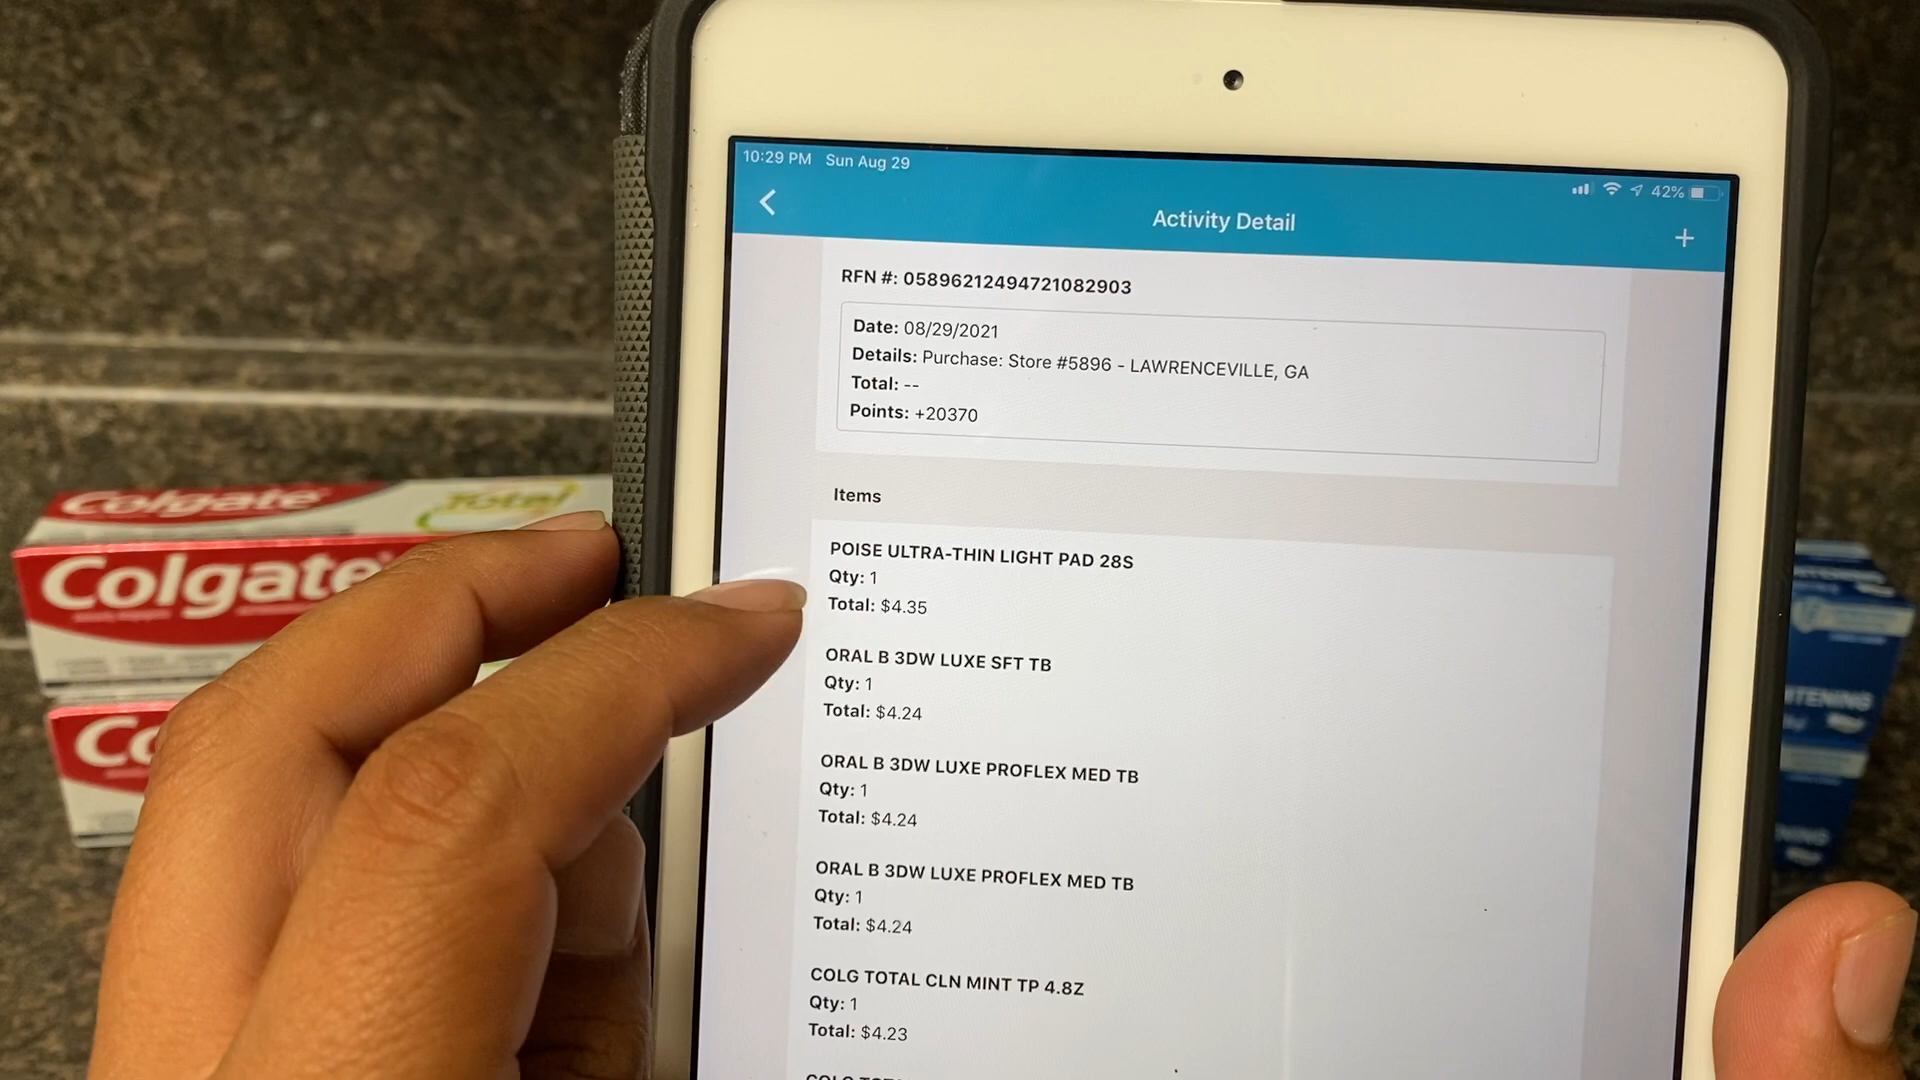 10:29 PM Sun Aug 29
42%
Activity Detail
RFN #: 05896212494721082903
Date: 08/29/2021
Details: Purchase: Store #5896 - LAWRENCEVILLE, GA
Total: --
Points: +20370
Items
POISE ULTRA-THIN LIGHT PAD 28S
Qty: 1
Total: $4.35
ORAL B 3DW LUXE SFT TB
Qty: 1
Total: $4.24
ORAL B 3DW LUXE PROFLEX MED TB
Qty: 1
Total: $4.24
ORAL B 3DW LUXE PROFLEX MED TB
Qty: 1
Total: $4.24
COLG TOTAL CLN MINT TP 4.8Z
Qty: 1
Total: $4.23
Colgate Total
Colgate
Co
ITENING